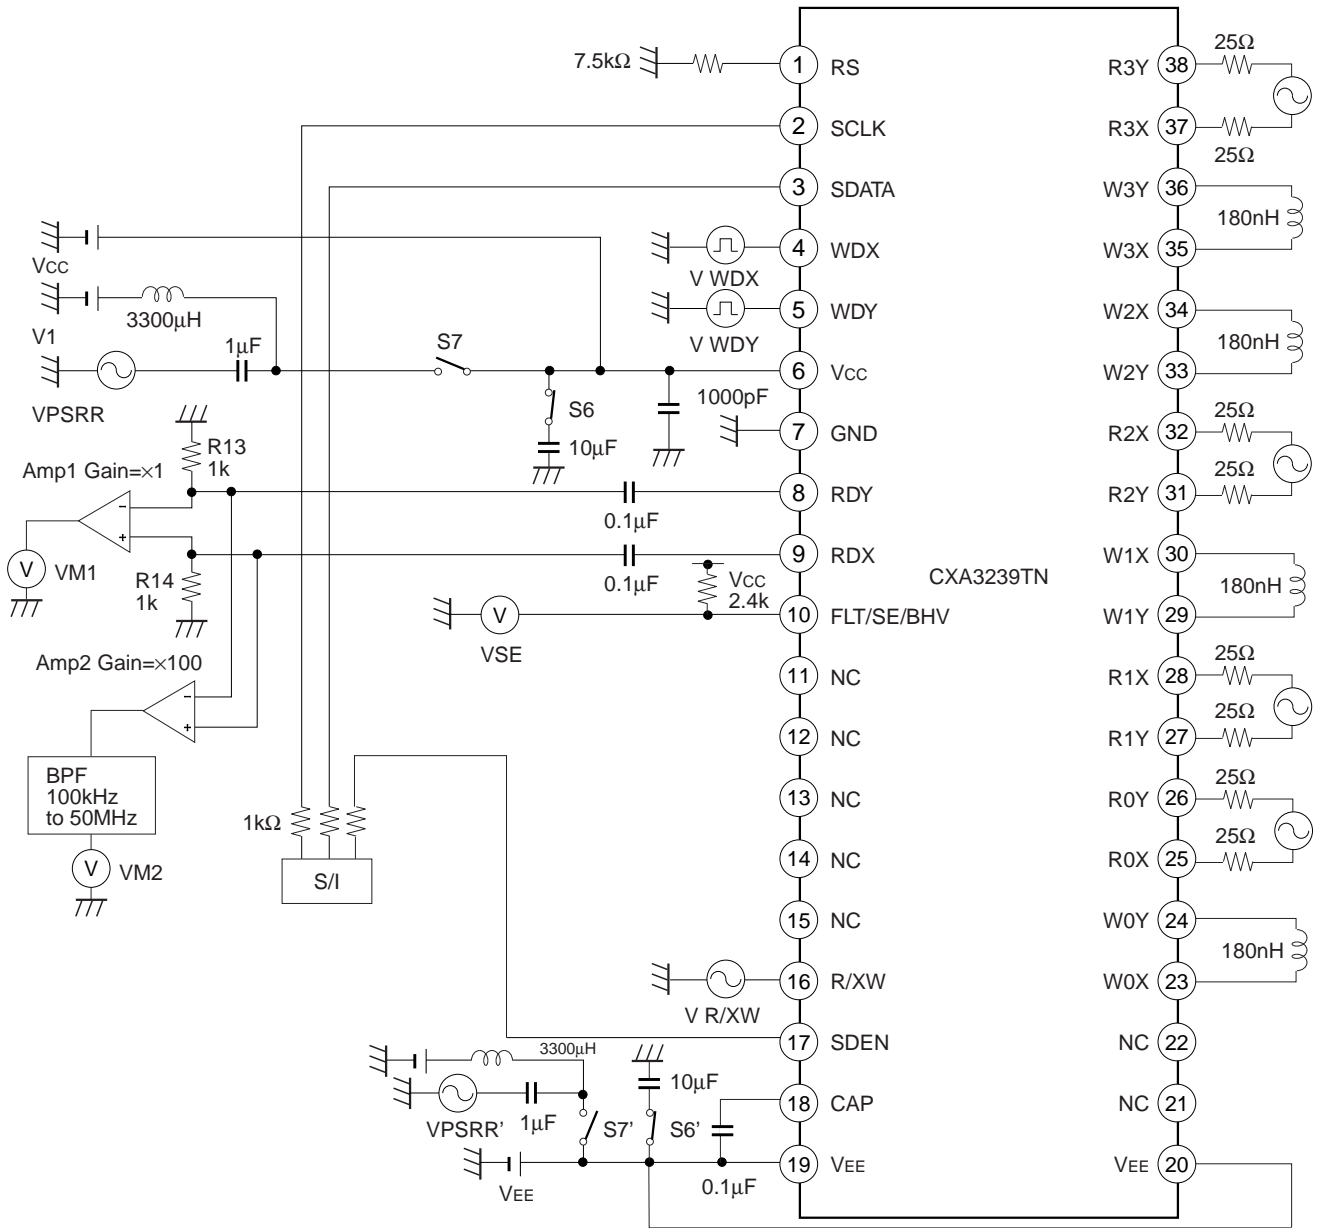 7.5kΩ
1 RS
2 SCLK
3 SDATA
4 WDX
V WDX
5 WDY
V WDY
6 VCC
7 GND
8 RDY
9 RDX
10 FLT/SE/BHV
11 NC
12 NC
13 NC
14 NC
15 NC
16 R/XW
V R/XW
17 SDEN
18 CAP
19 VEE
CXA3239TN
R3Y 38
25Ω
R3X 37
25Ω
W3Y 36
180nH
W3X 35
W2X 34
180nH
W2Y 33
R2X 32
25Ω
R2Y 31
25Ω
W1X 30
180nH
W1Y 29
R1X 28
25Ω
R1Y 27
25Ω
R0Y 26
25Ω
R0X 25
25Ω
W0Y 24
180nH
W0X 23
NC 22
NC 21
VEE 20
VCC
3300μH
V1
1μF
VPSRR
S7
S6
10μF
1000pF
R13
1k
Amp1 Gain=×1
-
+
V VM1
R14
1k
0.1μF
0.1μF
VCC
2.4k
V
VSE
Amp2 Gain=×100
-
+
BPF
100kHz
to 50MHz
V VM2
1kΩ
S/I
3300μH
VPSRR'
1μF
S7'
10μF
S6'
0.1μF
VEE